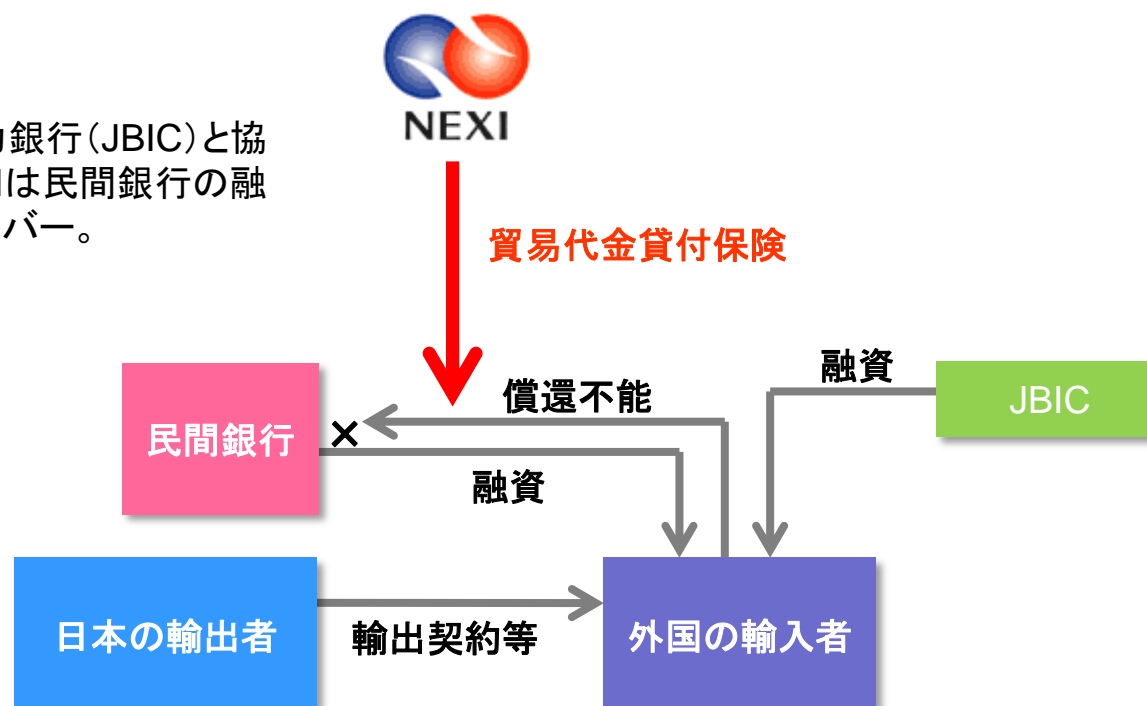 NEXI
銀行(JBIC)と協
は民間銀行の融
バー。
貿易代金貸付保険
融資
JBIC
償還不能
民間銀行
×
融資
日本の輸出者
輸出契約等
外国の輸入者